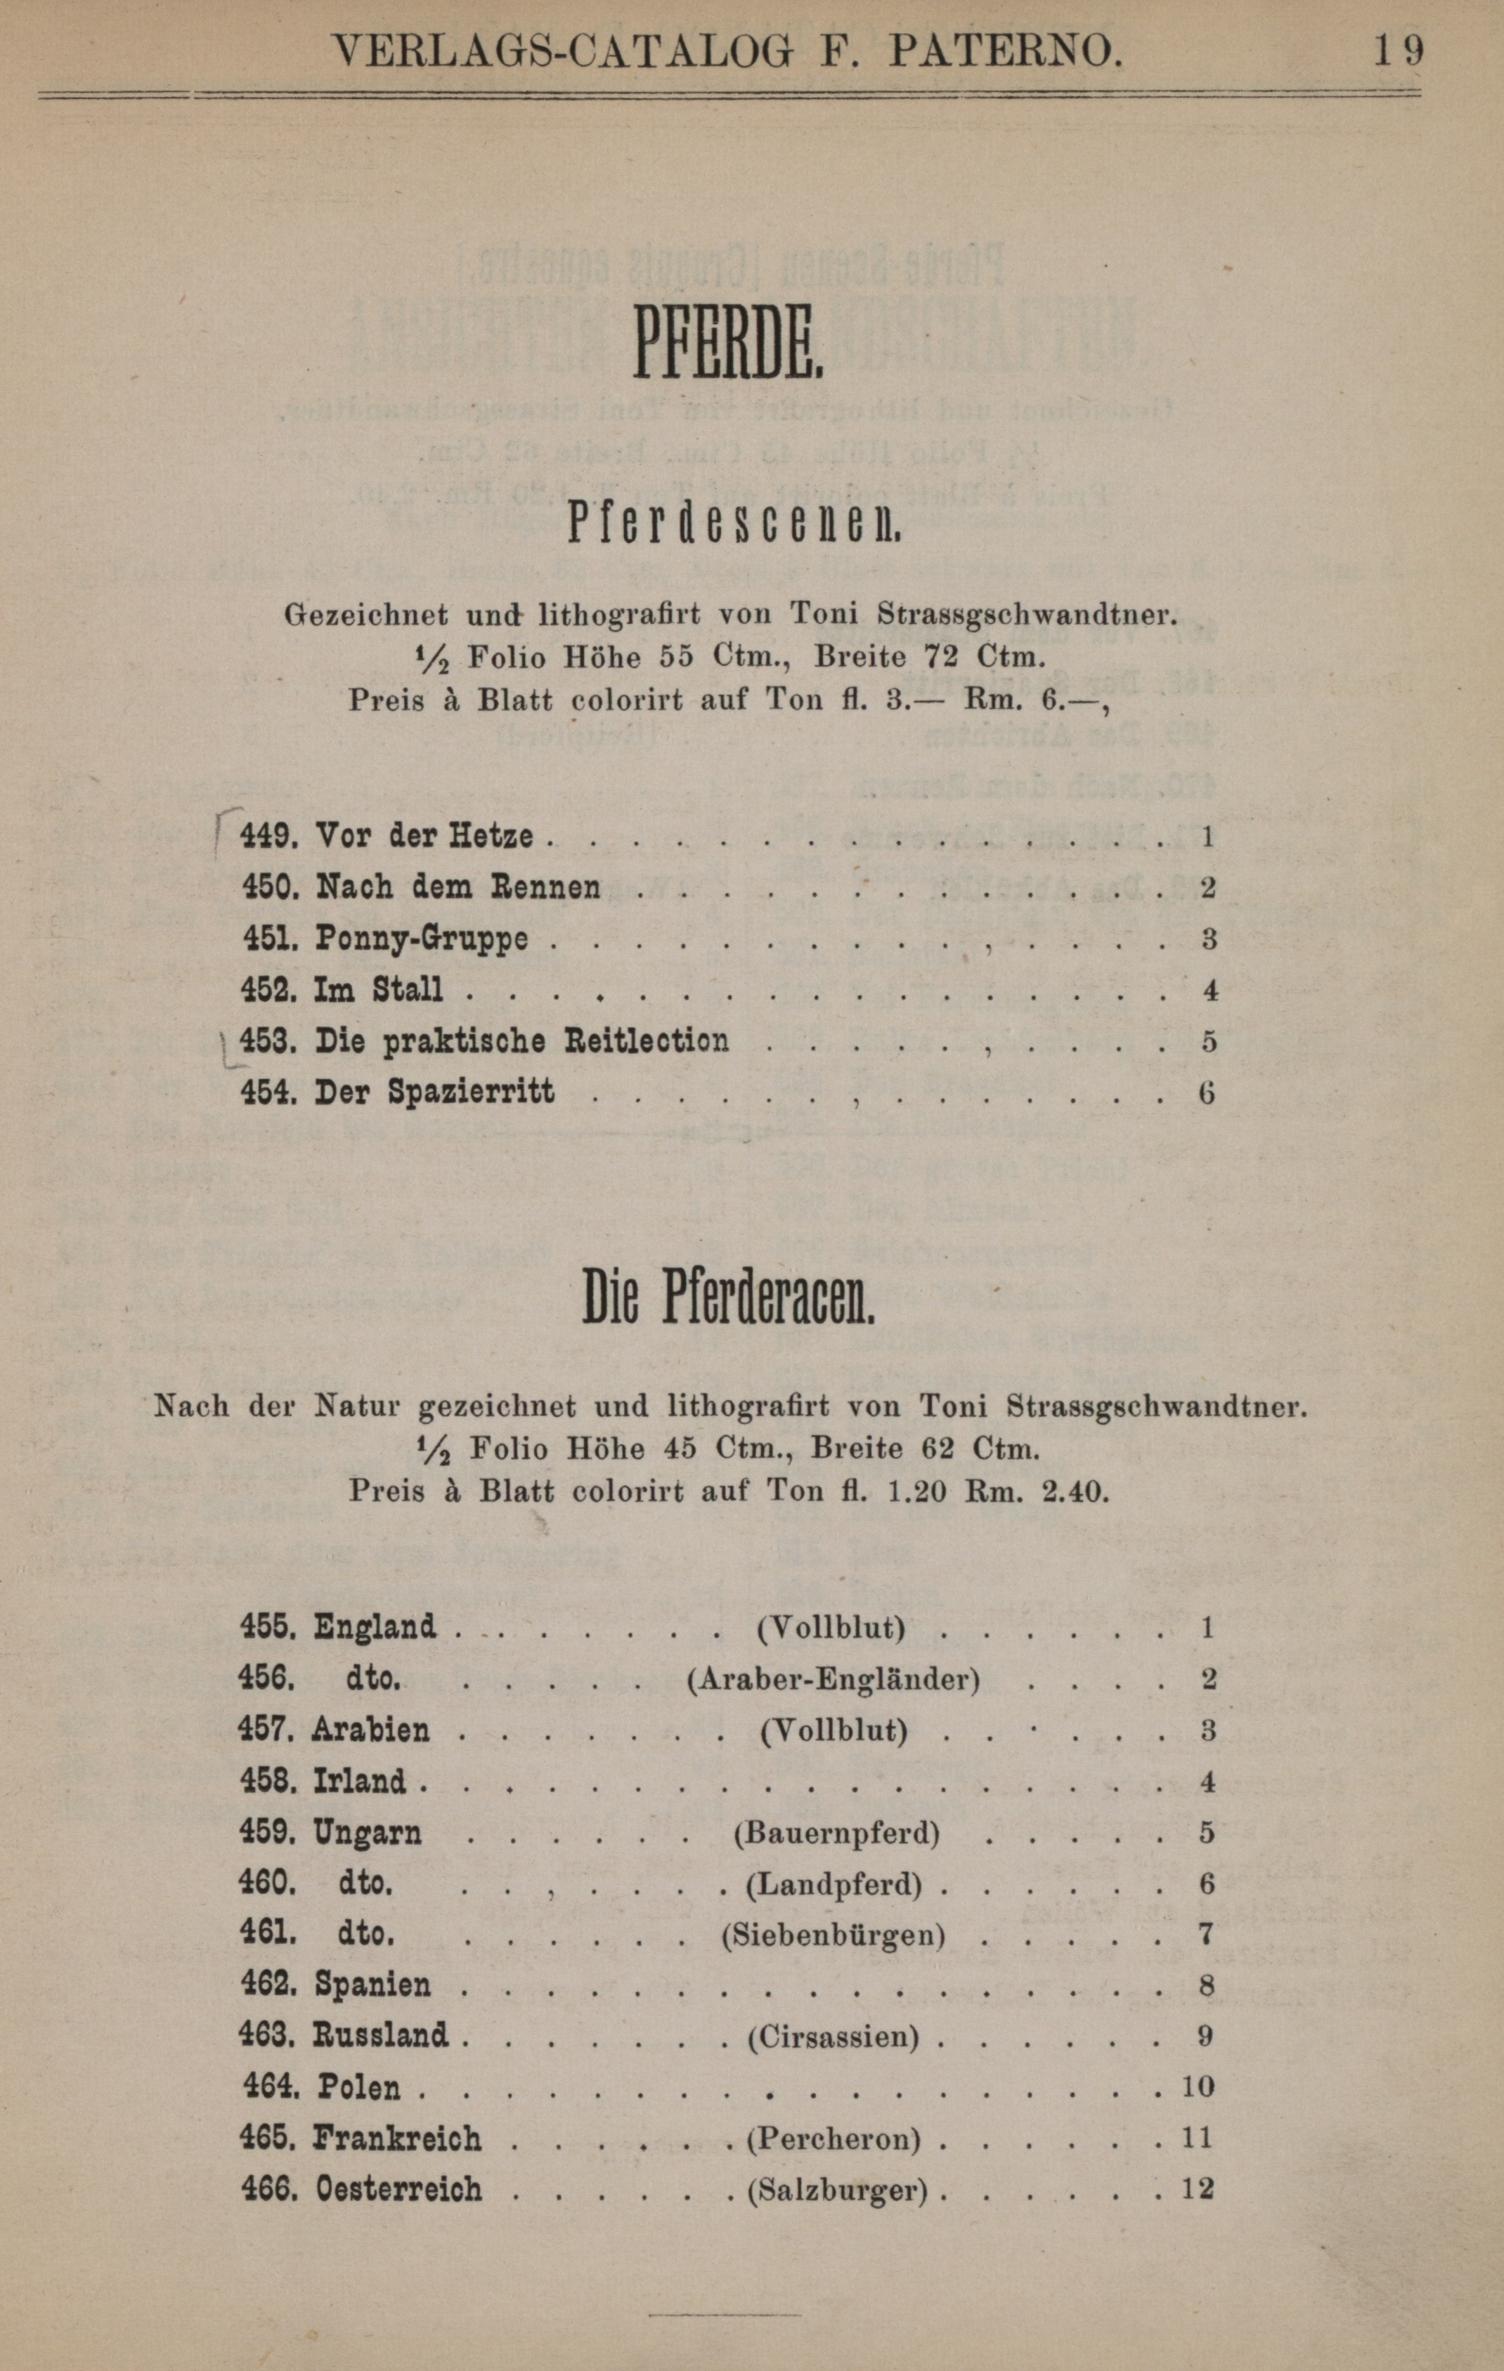 VERLAGS-CATALOG F. PATERNO. 19
PFERDE.
Pferdescenen.
Gezeichnet und lithografirt von Toni Strassgschwandtner.
½ Folio Höhe 55 Ctm., Breite 72 Ctm.
Preis à Blatt colorirt auf Ton fl. 3.— Rm. 6.—,
449. Vor der Hetze . . . . . . . . . . . . . . . 1
450. Nach dem Rennen . . . . . . . . . . . . . 2
451. Ponny-Gruppe . . . . . . . . . . , . . . . 3
452. Im Stall . . . . . . . . . . . . . . . . . 4
453. Die praktische Reitlection . . . . . , . . . . 5
454. Der Spazierritt . . . . . . , . . . . . . . 6
Die Pferderacen.
Nach der Natur gezeichnet und lithografirt von Toni Strassgschwandtner.
½ Folio Höhe 45 Ctm., Breite 62 Ctm.
Preis à Blatt colorirt auf Ton fl. 1.20 Rm. 2.40.
455. England . . . . . . . (Vollblut) . . . . . . 1
456. dto. . . . . . (Araber-Engländer) . . . . 2
457. Arabien . . . . . . . (Vollblut) . . . . . . 3
458. Irland . . . . . . . . . . . . . . . . . . 4
459. Ungarn . . . . . . (Bauernpferd) . . . . . 5
460. dto. . . , . . . . (Landpferd) . . . . . . 6
461. dto. . . . . . . (Siebenbürgen) . . . . . 7
462. Spanien . . . . . . . . . . . . . . . . . 8
463. Russland . . . . . . . (Cirsassien) . . . . . . 9
464. Polen . . . . . . . . . . . . . . . . . . 10
465. Frankreich . . . . . . (Percheron) . . . . . . 11
466. Oesterreich . . . . . . (Salzburger) . . . . . . 12